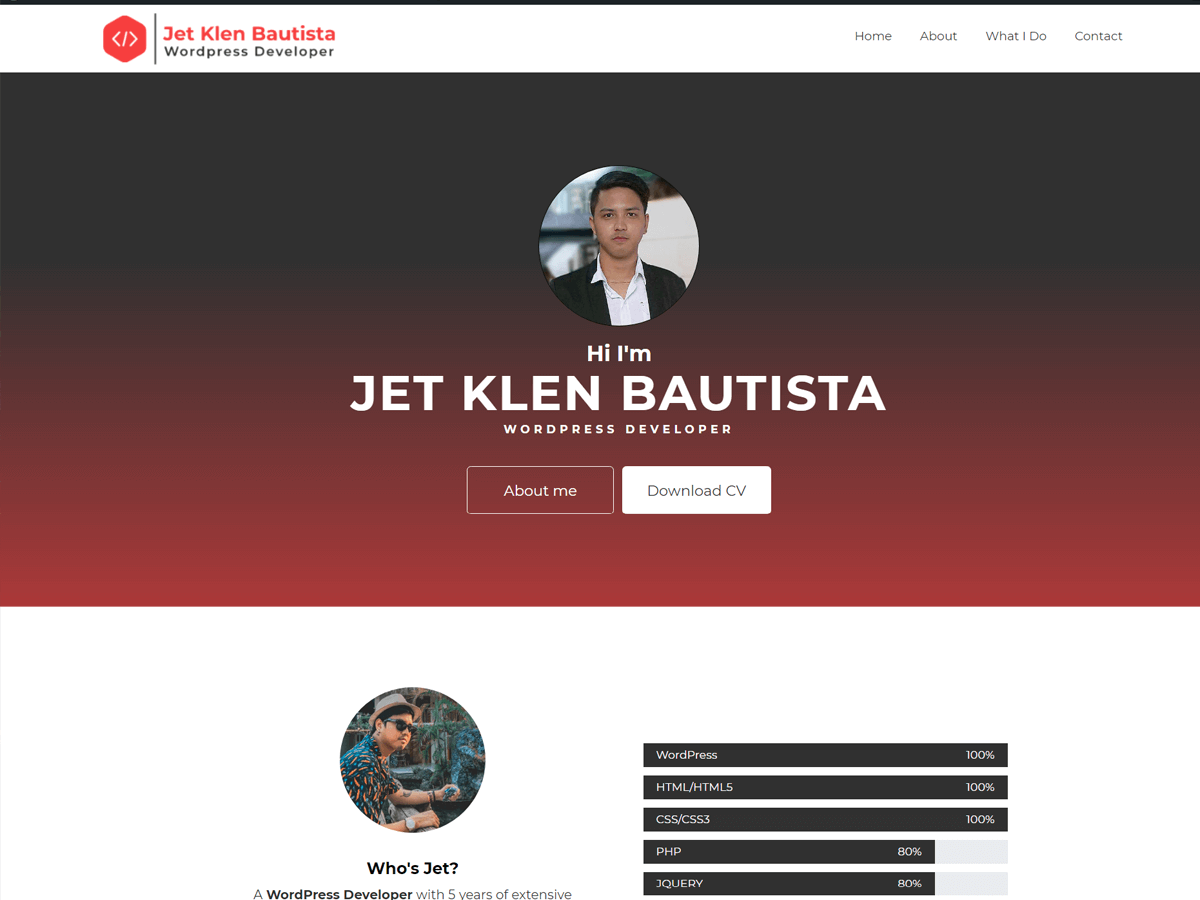 Jet Klen Bautista
Wordpress Developer
Home About What I Do Contact
Hi I'm
JET KLEN BAUTISTA
WORDPRESS DEVELOPER
About me Download CV
Who's Jet?
A WordPress Developer with 5 years of extensive
WordPress 100%
HTML/HTML5 100%
CSS/CSS3 100%
PHP 80%
JQUERY 80%